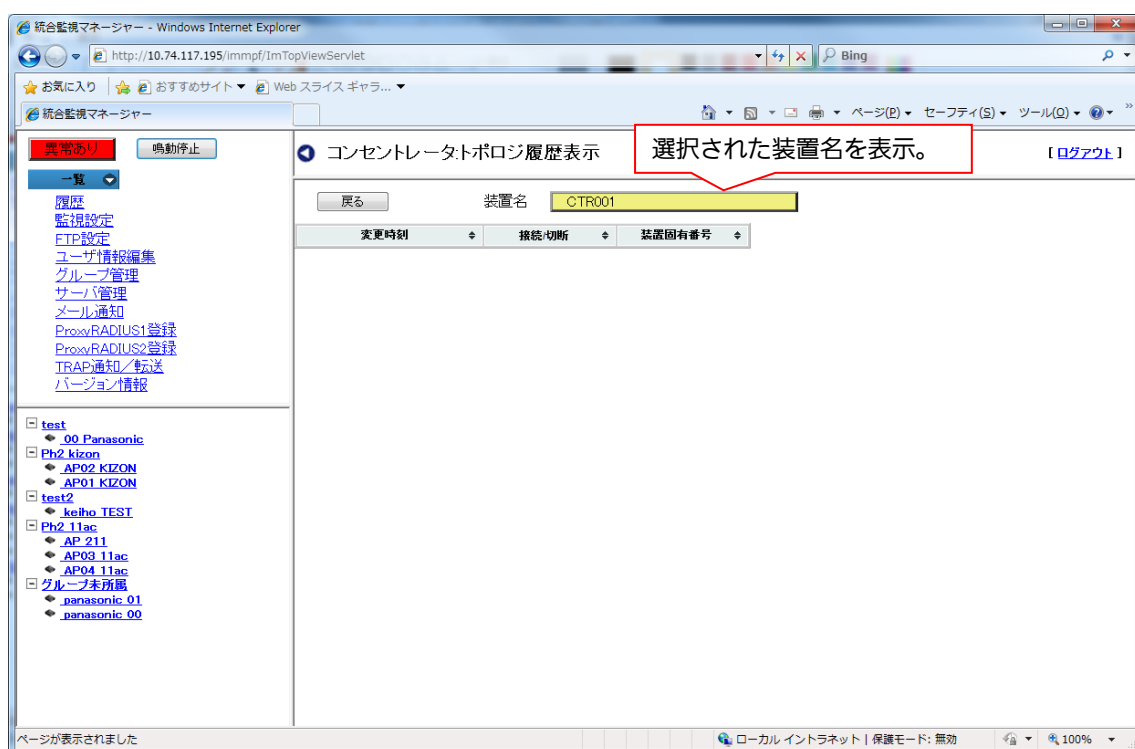 統合監視マネージャー - Windows Internet Explorer
http://10.74.117.195/immpf/ImTopViewServlet
Bing
お気に入り
おすすめサイト
Web スライス ギャラ...
統合監視マネージャー
ページ(P)
セーフティ(S)
ツール(O)
異常あり
鳴動停止
一覧
履歴
監視設定
FTP設定
ユーザ情報編集
グループ管理
サーバ管理
メール通知
ProxyRADIUS1登録
ProxyRADIUS2登録
TRAP通知／転送
バージョン情報
test
00 Panasonic
Ph2 kizon
AP02 KIZON
AP01 KIZON
test2
keiho TEST
Ph2 11ac
AP 211
AP03 11ac
AP04 11ac
グループ未所属
panasonic 01
panasonic 00
コンセントレータ:トポロジ履歴表示
選択された装置名を表示。
[ ログアウト ]
戻る
装置名
CTR001
変更時刻 接続/切断 装置固有番号
ページが表示されました
ローカル イントラネット | 保護モード: 無効
100%